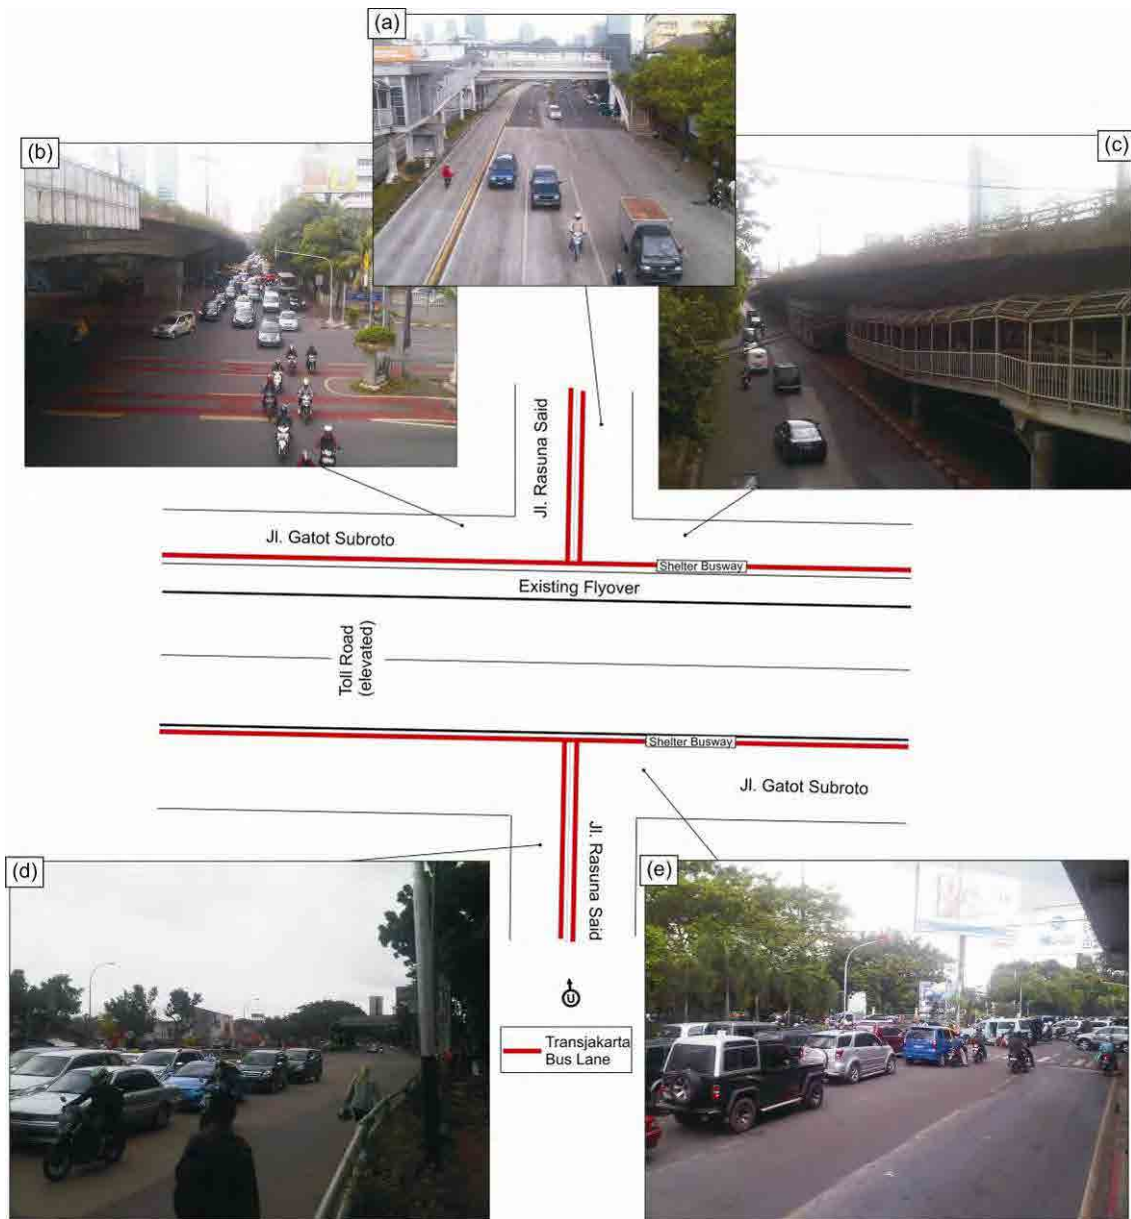 (a)
(b)
(c)
Jl. Rasuna Said
Jl. Gatot Subroto
Shelter Busway
Existing Flyover
Toll Road
(elevated)
Shelter Busway
Jl. Gatot Subroto
Jl. Rasuna Said
(d)
(e)
U
Transjakarta
Bus Lane